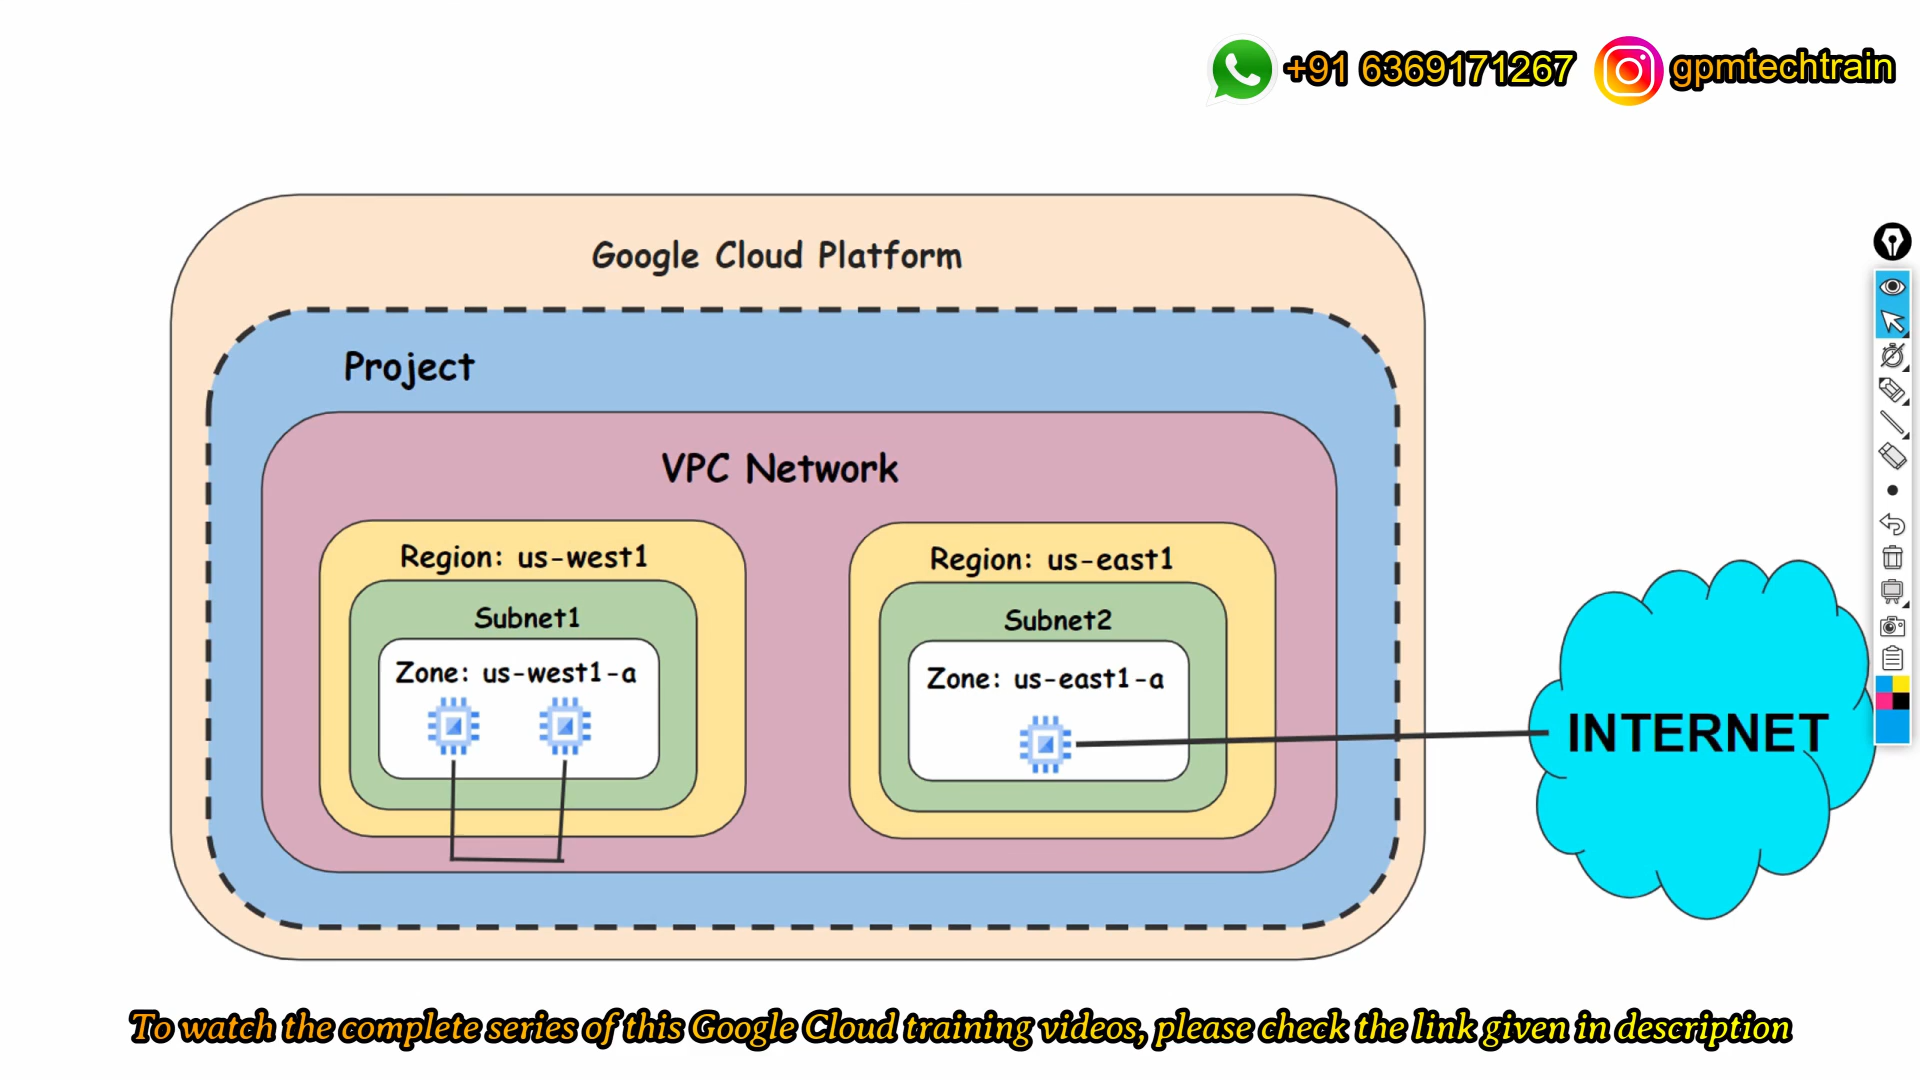 +91 6369171267 gpmtechtrain
Google Cloud Platform
Project
VPC Network
Region: us-west1
Subnet1
Zone: us-west1-a
Region: us-east1
Subnet2
Zone: us-east1-a
INTERNET
To watch the complete series of this Google Cloud training videos, please check the link given in description